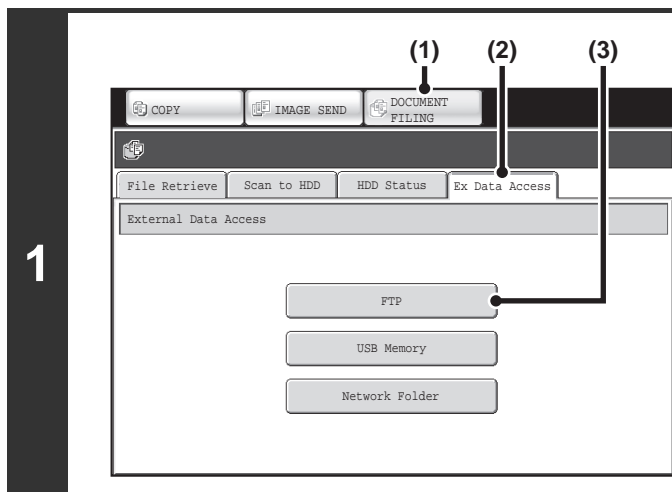 (1) (2) (3)
COPY IMAGE SEND DOCUMENT
FILING
File Retrieve Scan to HDD HDD Status Ex Data Access
External Data Access
1
FTP
USB Memory
Network Folder